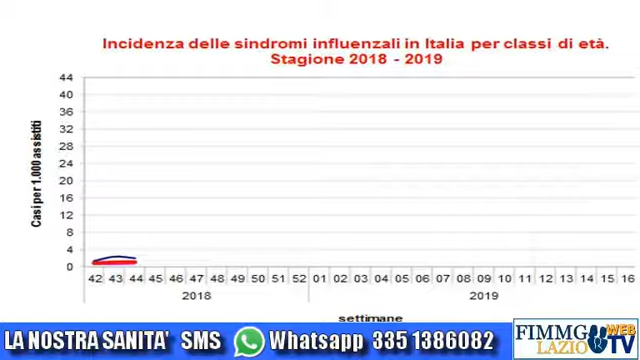 Incidenza delle sindromi influenzali in Italia per classi di età.
Stagione 2018 - 2019
Casi per 1.000 assistiti
44
40
36
32
28
24
20
16
12
8
4
0
42 43 44 45 46 47 48 49 50 51 52 01 02 03 04 05 06 07 08 09 10 11 12 13 14 15 16
2018 2019
settimane
LA NOSTRA SANITA' SMS Whatsapp 335 1386082
FIMMG WEB
LAZIO TV